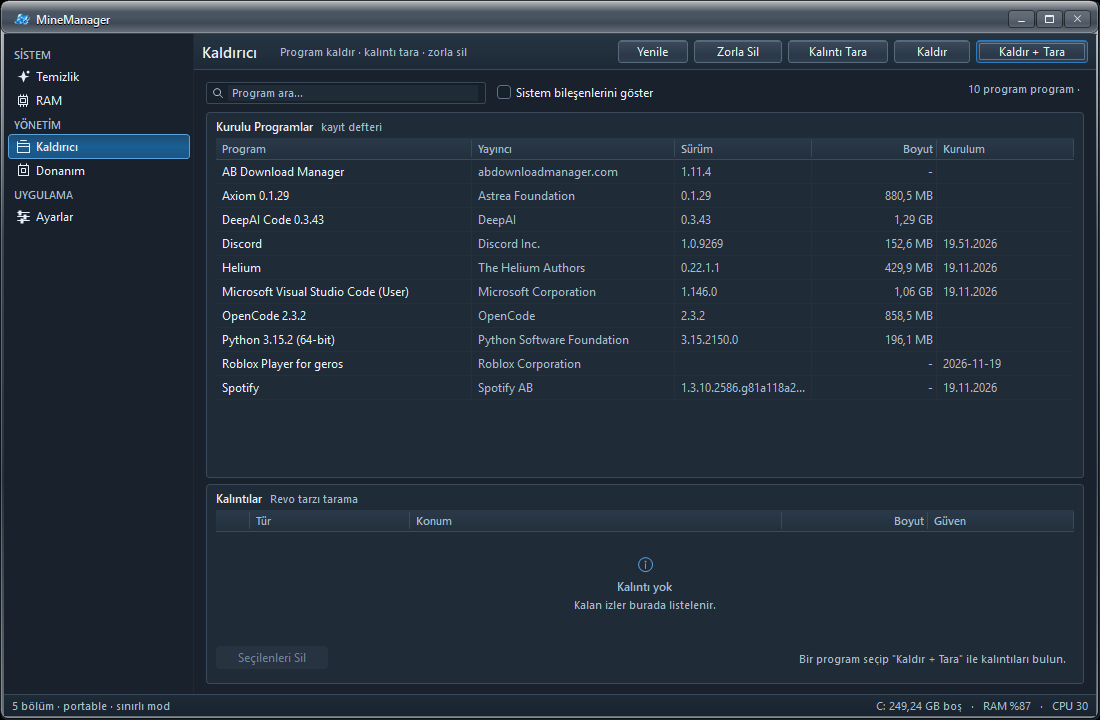 MineManager
SİSTEM
Temizlik
RAM
YÖNETİM
Kaldırıcı
Donanım
UYGULAMA
Ayarlar
Kaldırıcı Program kaldır · kalıntı tara · zorla sil Yenile Zorla Sil Kalıntı Tara Kaldır Kaldır + Tara
Program ara... Sistem bileşenlerini göster 10 program program ·
Kurulu Programlar kayıt defteri
Program Yayıncı Sürüm Boyut Kurulum
AB Download Manager abdownloadmanager.com 1.11.4 -
Axiom 0.1.29 Astrea Foundation 0.1.29 880,5 MB
DeepAI Code 0.3.43 DeepAI 0.3.43 1,29 GB
Discord Discord Inc. 1.0.9269 152,6 MB 19.51.2026
Helium The Helium Authors 0.22.1.1 429,9 MB 19.11.2026
Microsoft Visual Studio Code (User) Microsoft Corporation 1.146.0 1,06 GB 19.11.2026
OpenCode 2.3.2 OpenCode 2.3.2 858,5 MB
Python 3.15.2 (64-bit) Python Software Foundation 3.15.2150.0 196,1 MB
Roblox Player for geros Roblox Corporation - 2026-11-19
Spotify Spotify AB 1.3.10.2586.g81a118a2... - 19.11.2026
Kalıntılar Revo tarzı tarama
Tür Konum Boyut Güven
Kalıntı yok
Kalan izler burada listelenir.
Seçilenleri Sil Bir program seçip "Kaldır + Tara" ile kalıntıları bulun.
5 bölüm · portable · sınırlı mod C: 249,24 GB boş · RAM %87 · CPU 30